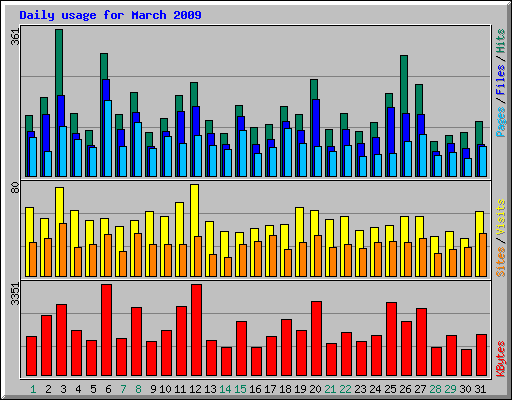 Daily usage for March 2009
361
Pages / Files / Hits
80
Sites / Visits
3351
KBytes
1 2 3 4 5 6 7 8 9 10 11 12 13 14 15 16 17 18 19 20 21 22 23 24 25 26 27 28 29 30 31